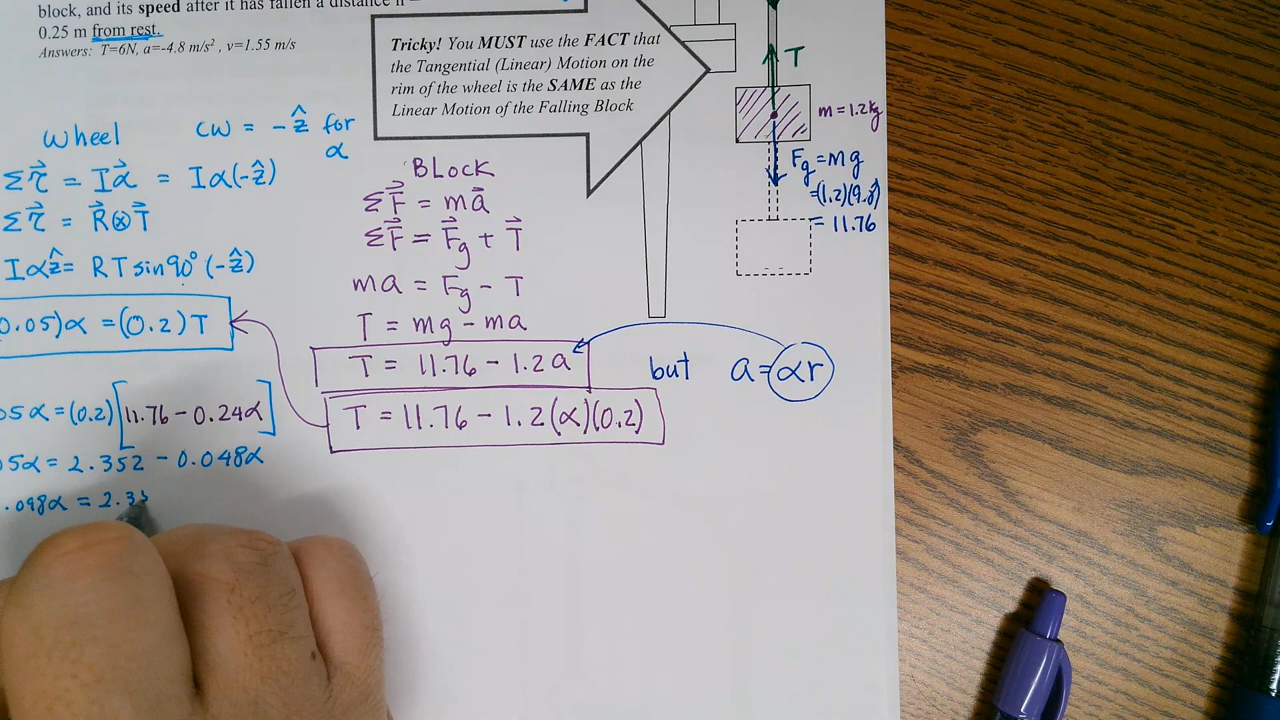 block, and its speed after it has fallen a distance
0.25 m from rest.
Answers: T=6N, a=-4.8 m/s², v=1.55 m/s
Tricky! You MUST use the FACT that
the Tangential (Linear) Motion on the
rim of the wheel is the SAME as the
Linear Motion of the Falling Block
T
m = 1.2kg
Fg = mg
=(1.2)(9.8)
= 11.76
Wheel
CW = -ẑ for
α
Στ⃗ = Iα⃗ = Iα(-ẑ)
Στ⃗ = R⃗⊗T⃗
Iαẑ = RT sin90° (-ẑ)
0.05)α = (0.2)T
05α = (0.2)[11.76 - 0.24α]
5α = 2.352 - 0.048α
.098α = 2.35
BLOCK
ΣF⃗ = ma⃗
ΣF⃗ = F⃗g + T⃗
ma = Fg - T
T = mg - ma
T = 11.76 - 1.2a
but a = αr
T = 11.76 - 1.2(α)(0.2)